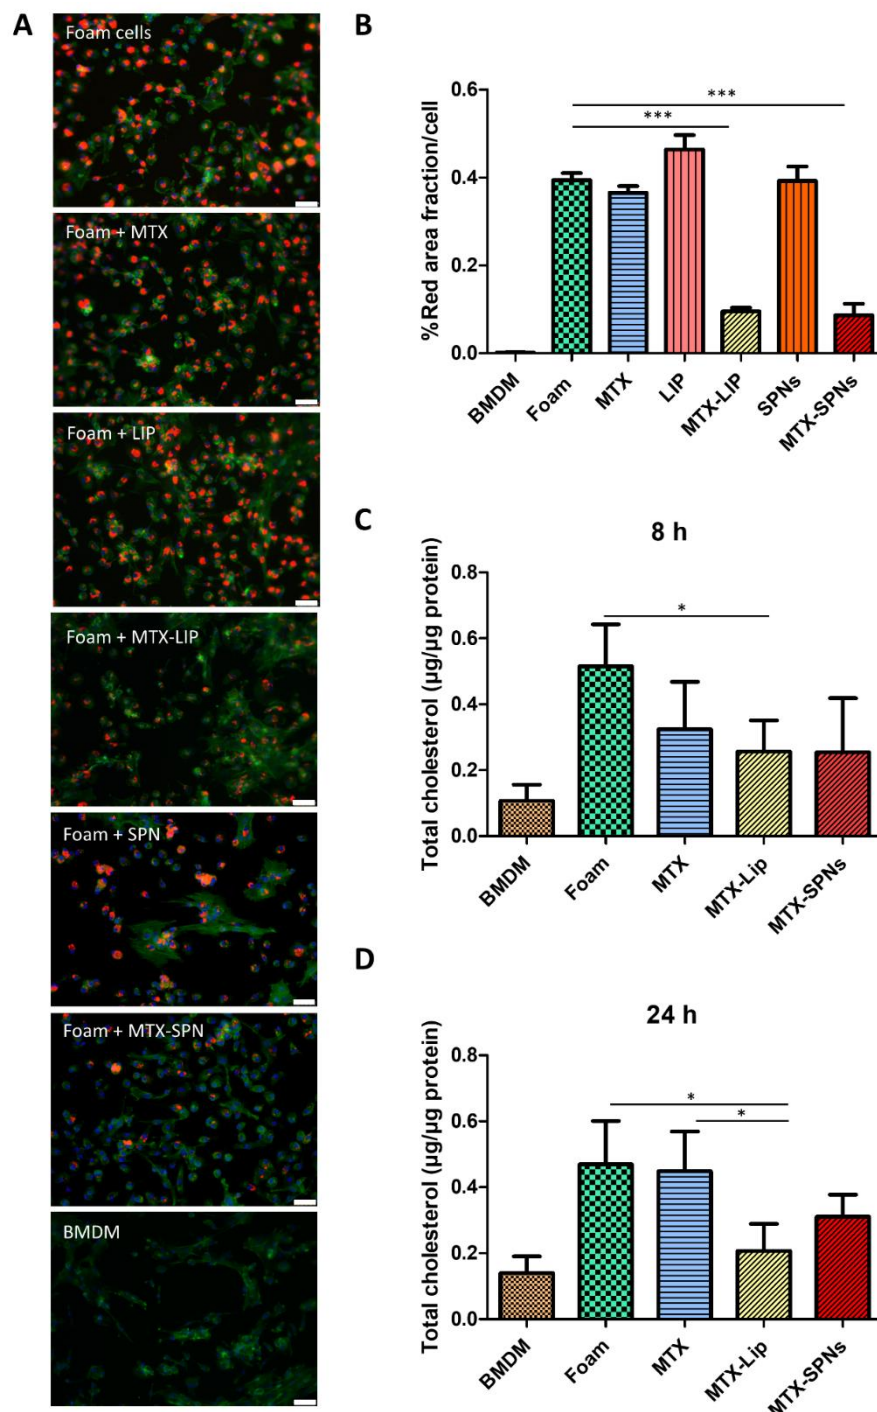 A
Foam cells
Foam + MTX
Foam + LIP
Foam + MTX-LIP
Foam + SPN
Foam + MTX-SPN
BMDM
B
%Red area fraction/cell
0.6
0.4
0.2
0.0
***
***
BMDM
Foam
MTX
LIP
MTX-LIP
SPNs
MTX-SPNs
C
8 h
Total cholesterol (µg/µg protein)
0.8
0.6
0.4
0.2
0.0
*
BMDM
Foam
MTX
MTX-Lip
MTX-SPNs
D
24 h
Total cholesterol (µg/µg protein)
0.8
0.6
0.4
0.2
0.0
*
*
BMDM
Foam
MTX
MTX-Lip
MTX-SPNs